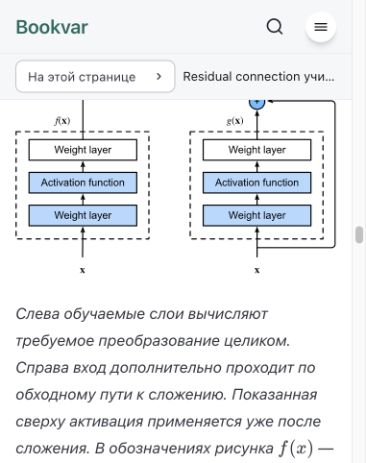 Bookvar
На этой странице
Residual connection учи...
f(x)
g(x)
Weight layer
Weight layer
Activation function
Activation function
Weight layer
Weight layer
x
x
Слева обучаемые слои вычисляют
требуемое преобразование целиком.
Справа вход дополнительно проходит по
обходному пути к сложению. Показанная
сверху активация применяется уже после
сложения. В обозначениях рисунка f(x) —